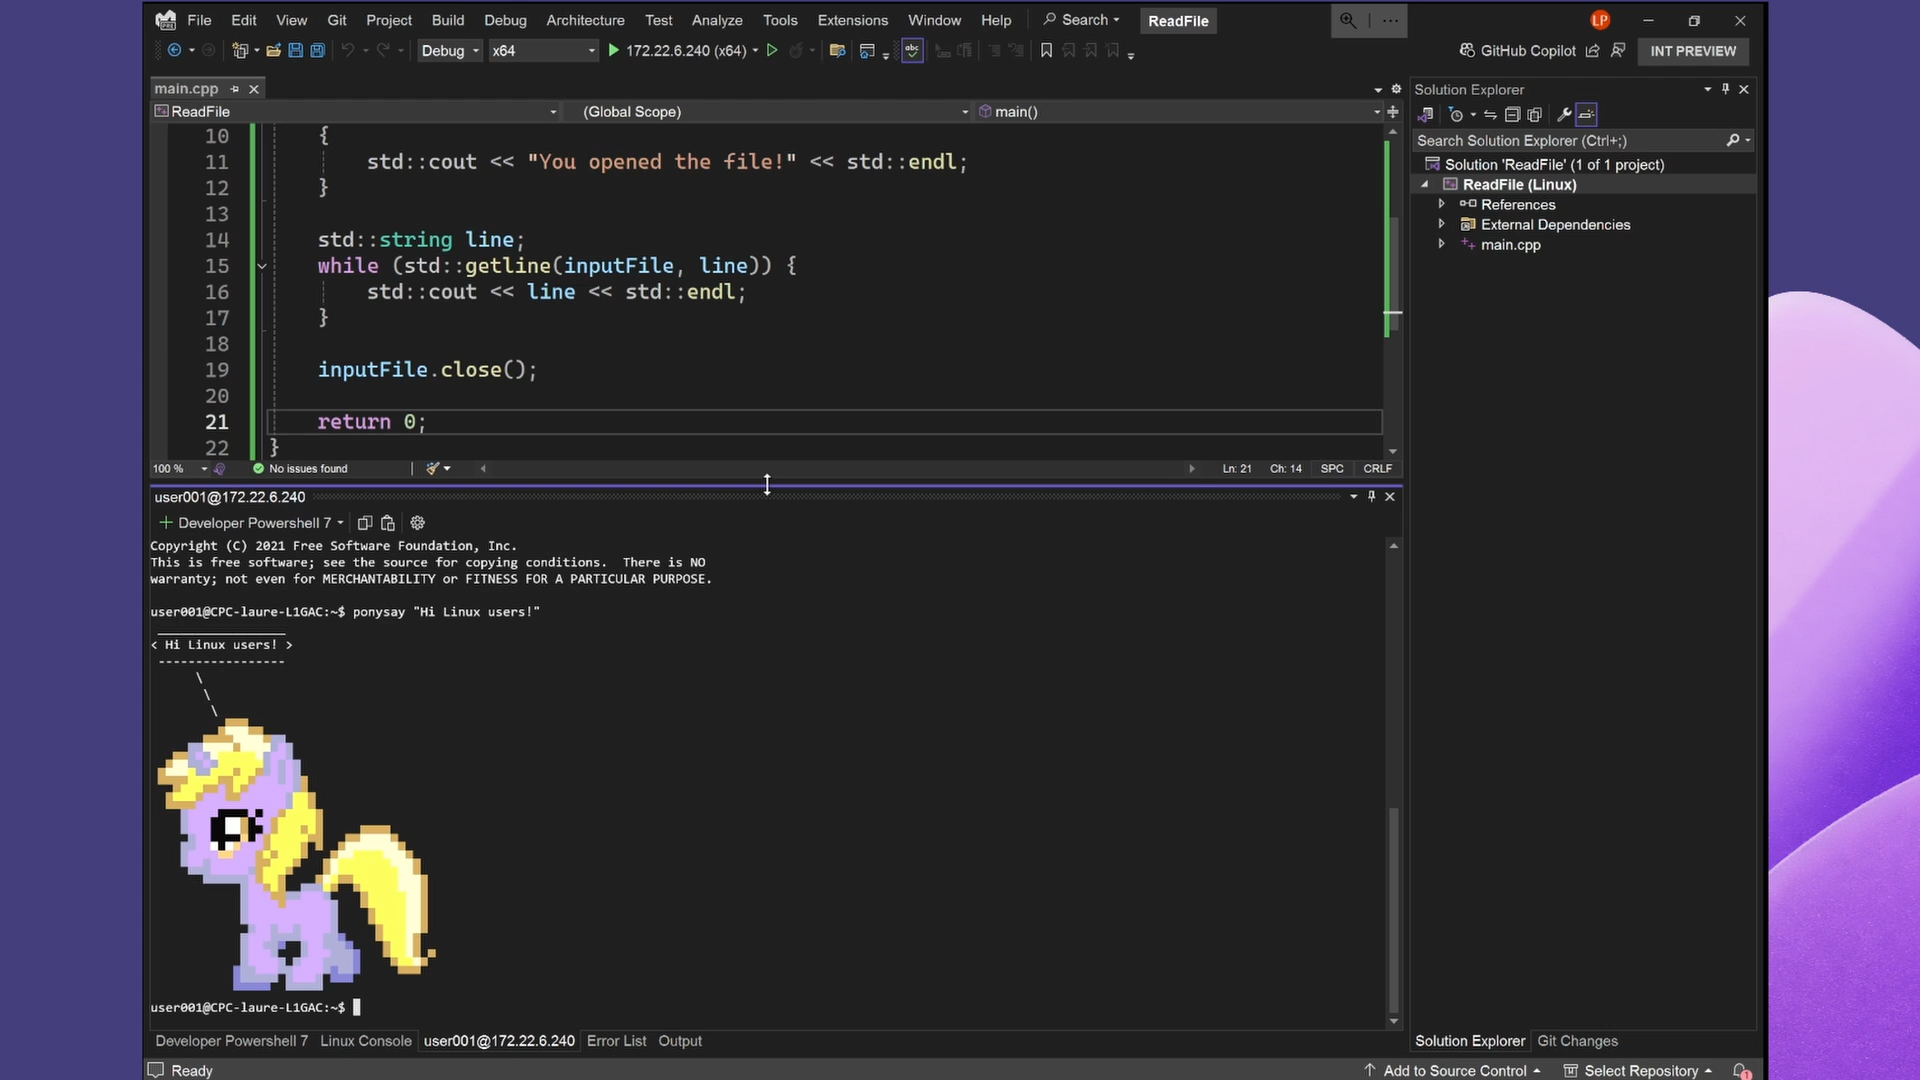 File Edit View Git Project Build Debug Architecture Test Analyze Tools Extensions Window Help Search ReadFile LP
Debug x64 172.22.6.240 (x64) abc GitHub Copilot INT PREVIEW
main.cpp
ReadFile (Global Scope) main()
10 {
11 std::cout << "You opened the file!" << std::endl;
12 }
13
14 std::string line;
15 while (std::getline(inputFile, line)) {
16 std::cout << line << std::endl;
17 }
18
19 inputFile.close();
20
21 return 0;
22 }
100 % No issues found Ln: 21 Ch: 14 SPC CRLF
user001@172.22.6.240
Developer Powershell 7
Copyright (C) 2021 Free Software Foundation, Inc.
This is free software; see the source for copying conditions.  There is NO
warranty; not even for MERCHANTABILITY or FITNESS FOR A PARTICULAR PURPOSE.
user001@CPC-laure-L1GAC:~$ ponysay "Hi Linux users!"
< Hi Linux users! >
-----------------
\
\
\
user001@CPC-laure-L1GAC:~$
Developer Powershell 7 Linux Console user001@172.22.6.240 Error List Output
Solution Explorer
Search Solution Explorer (Ctrl+;)
Solution 'ReadFile' (1 of 1 project)
ReadFile (Linux)
References
External Dependencies
main.cpp
Solution Explorer Git Changes
Ready Add to Source Control Select Repository 1